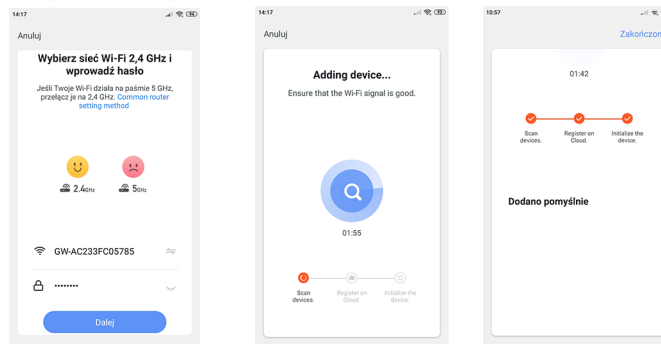 14:17
93
Anuluj
Wybierz sieć Wi-Fi 2,4 GHz i
wprowadź hasło
Jeśli Twoje Wi-Fi działa na paśmie 5 GHz,
przełącz je na 2,4 GHz. Common router
setting method
2.4GHz
5GHz
GW-AC233FC05785
••••••••
Dalej
14:17
93
Anuluj
Adding device...
Ensure that the Wi-Fi signal is good.
01:55
Scan
devices.
Register on
Cloud.
Initialize the
device.
10:57
Zakończon
01:42
Scan
devices.
Register on
Cloud.
Initialize the
device.
Dodano pomyślnie